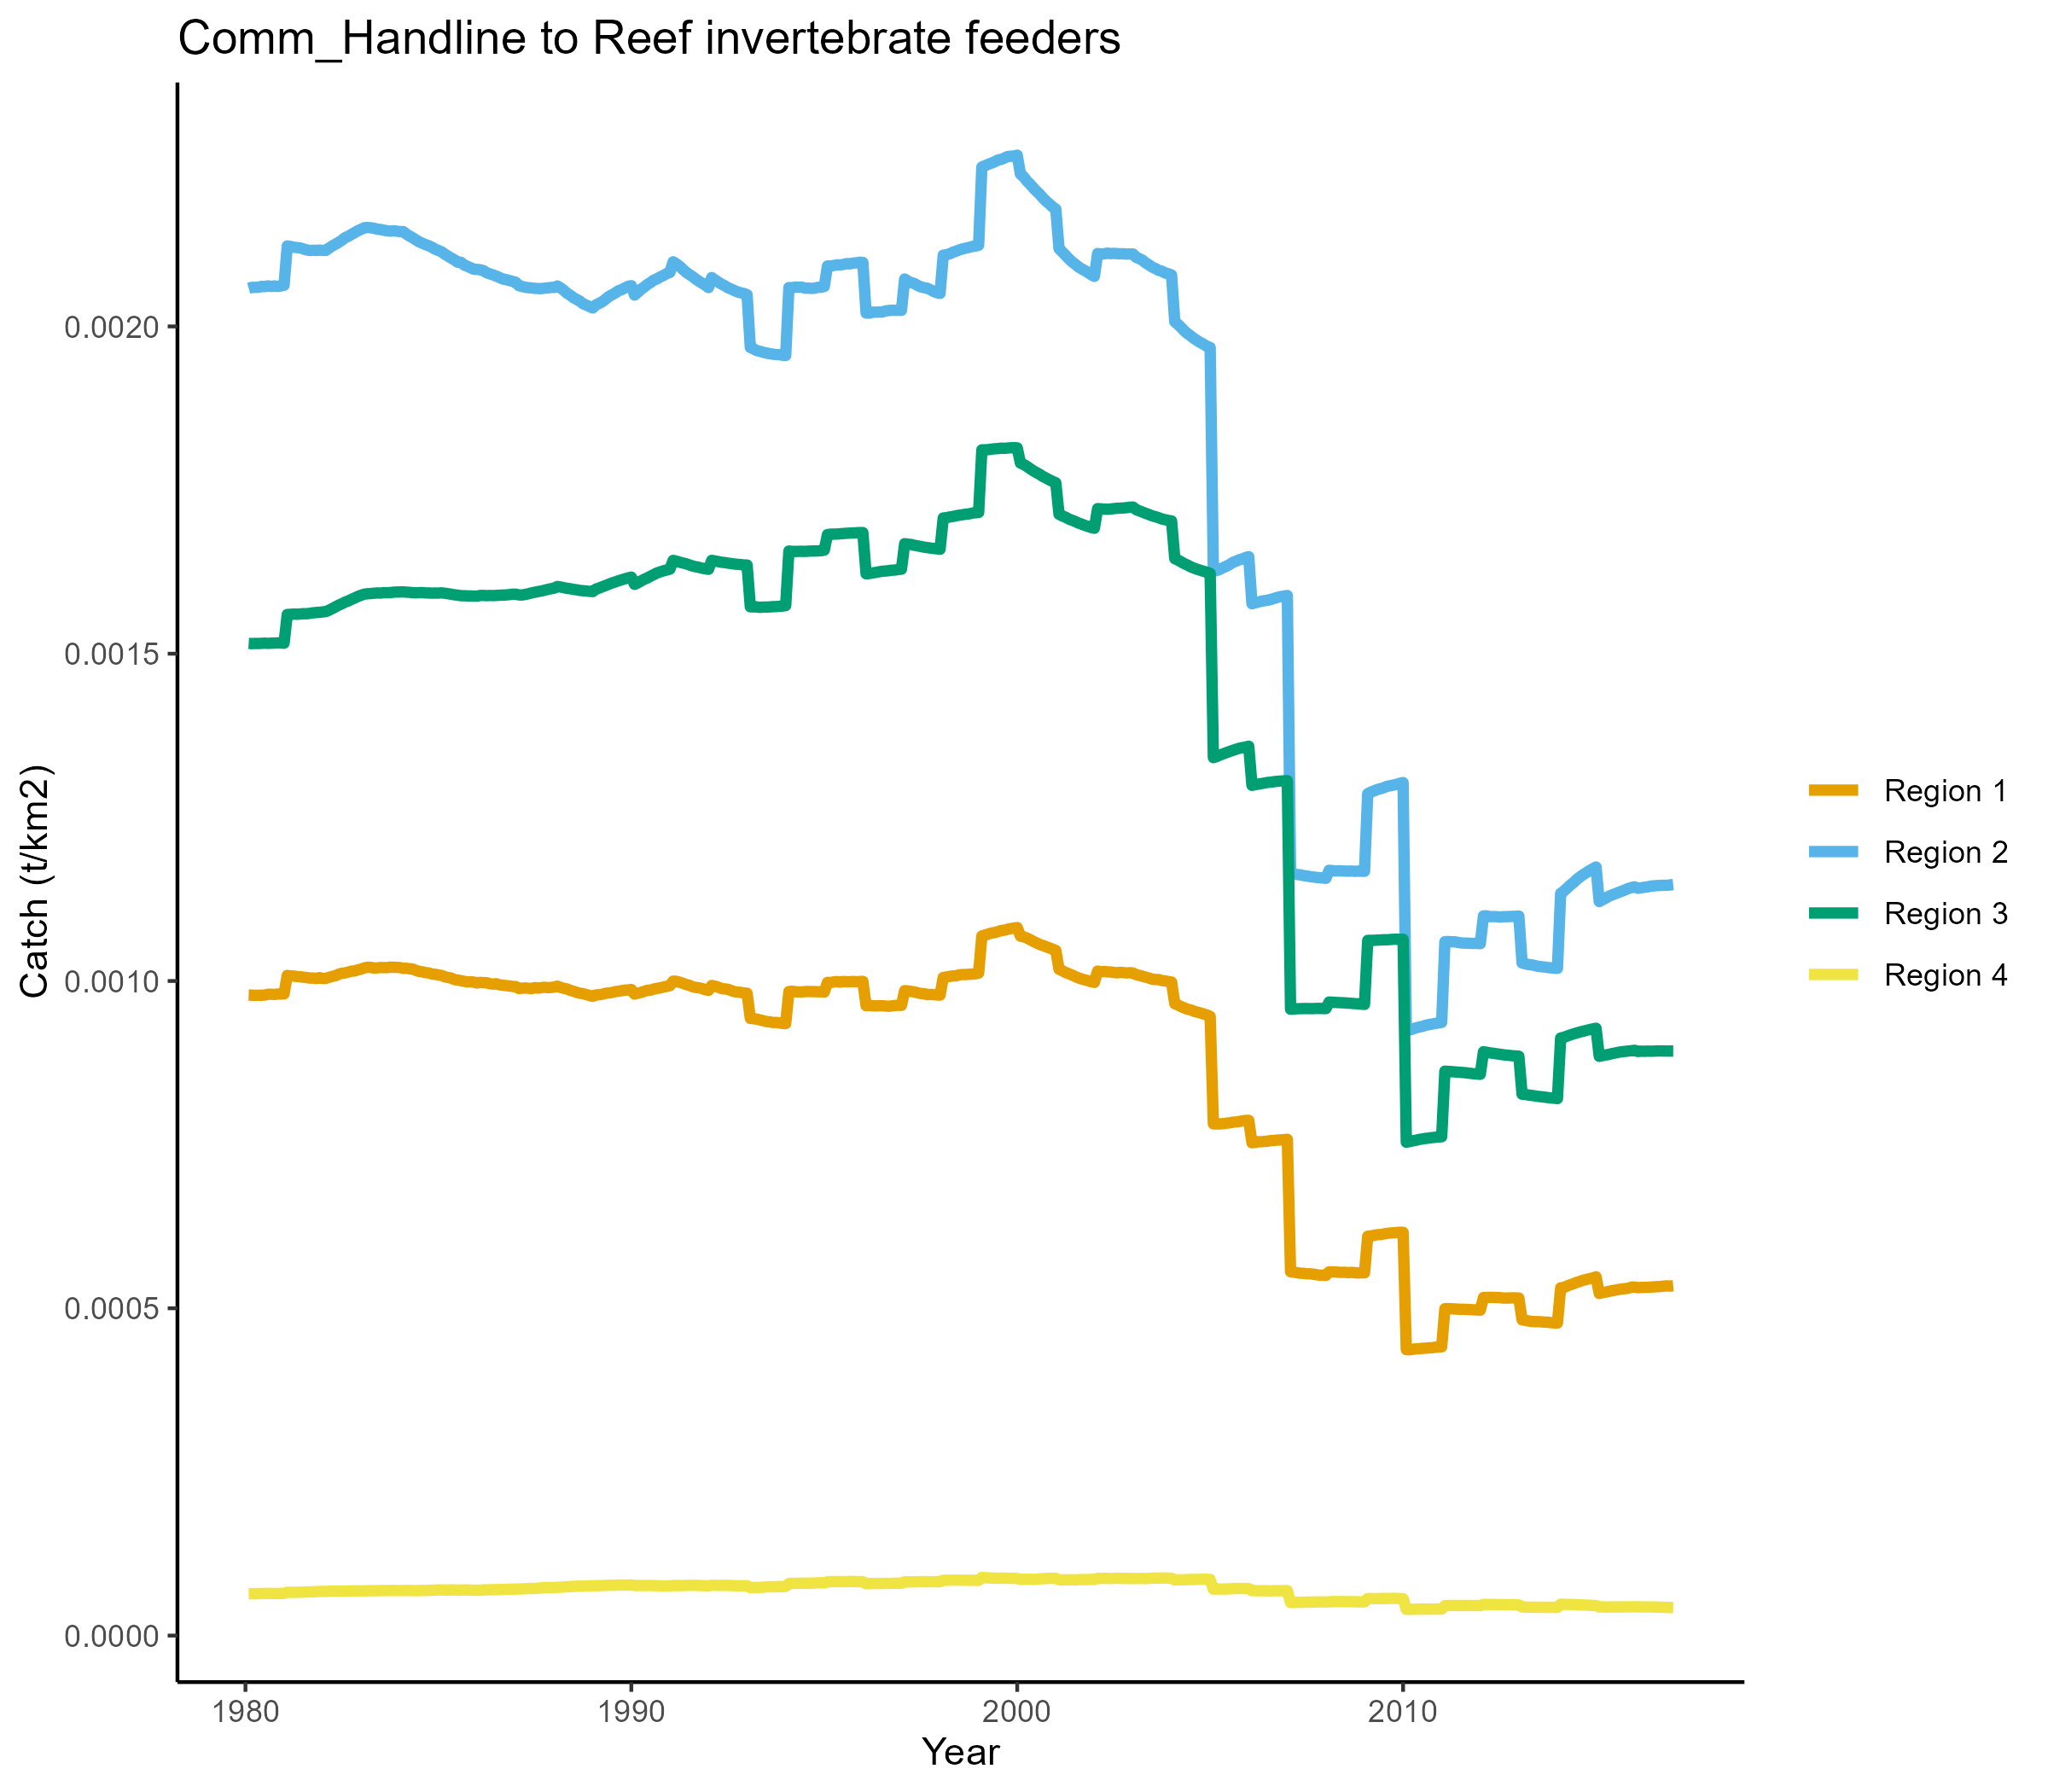 Comm_Handline to Reef invertebrate feeders
Catch (t/km2)
0.0020
0.0015
0.0010
0.0005
0.0000
1980
1990
2000
2010
Year
Region 1
Region 2
Region 3
Region 4